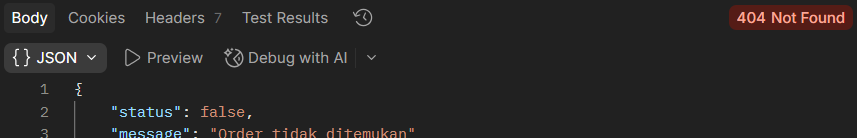 Body Cookies Headers 7 Test Results 404 Not Found
{} JSON Preview Debug with AI
1 {
2 "status": false,
3 "message": "Order tidak ditemukan"